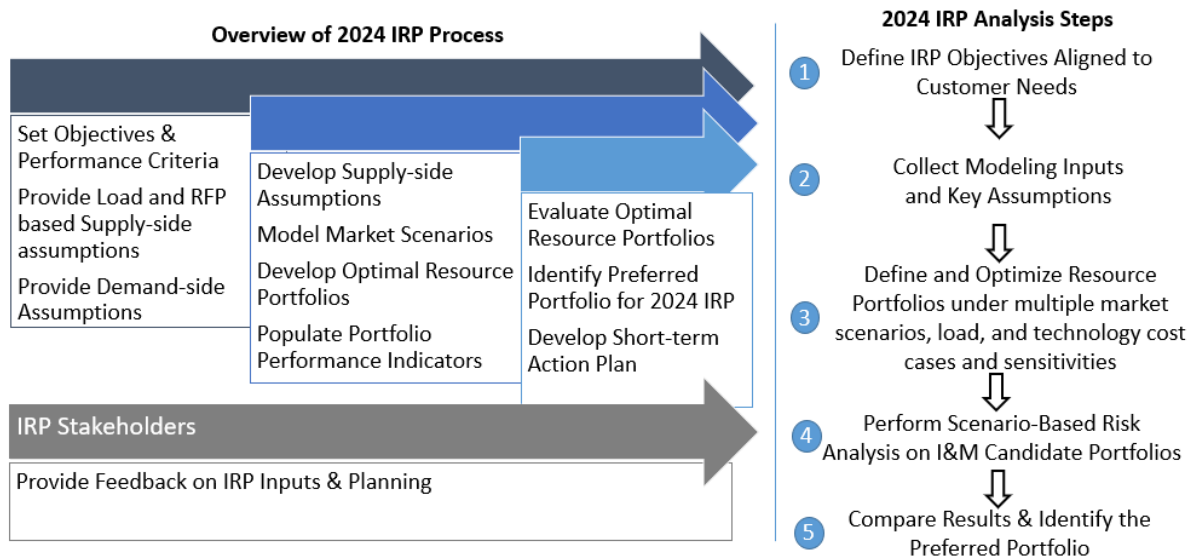 Overview of 2024 IRP Process
Set Objectives &
Performance Criteria
Provide Load and RFP
based Supply-side
assumptions
Provide Demand-side
Assumptions
Develop Supply-side
Assumptions
Model Market Scenarios
Develop Optimal Resource
Portfolios
Populate Portfolio
Performance Indicators
Evaluate Optimal
Resource Portfolios
Identify Preferred
Portfolio for 2024 IRP
Develop Short-term
Action Plan
IRP Stakeholders
Provide Feedback on IRP Inputs & Planning
2024 IRP Analysis Steps
1
Define IRP Objectives Aligned to
Customer Needs
2
Collect Modeling Inputs
and Key Assumptions
3
Define and Optimize Resource
Portfolios under multiple market
scenarios, load, and technology cost
cases and sensitivities
4
Perform Scenario-Based Risk
Analysis on I&M Candidate Portfolios
5
Compare Results & Identify the
Preferred Portfolio